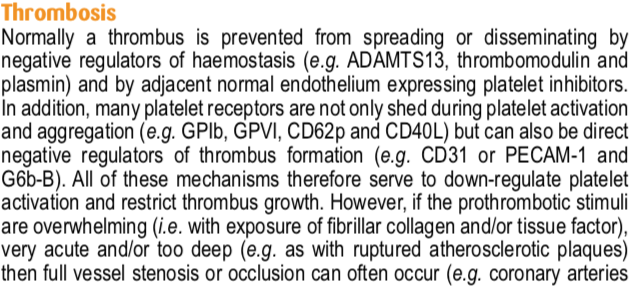 Thrombosis
Normally a thrombus is prevented from spreading or disseminating by
negative regulators of haemostasis (e.g. ADAMTS13, thrombomodulin and
plasmin) and by adjacent normal endothelium expressing platelet inhibitors.
In addition, many platelet receptors are not only shed during platelet activation
and aggregation (e.g. GPIb, GPVI, CD62p and CD40L) but can also be direct
negative regulators of thrombus formation (e.g. CD31 or PECAM-1 and
G6b-B). All of these mechanisms therefore serve to down-regulate platelet
activation and restrict thrombus growth. However, if the prothrombotic stimuli
are overwhelming (i.e. with exposure of fibrillar collagen and/or tissue factor),
very acute and/or too deep (e.g. as with ruptured atherosclerotic plaques)
then full vessel stenosis or occlusion can often occur (e.g. coronary arteries